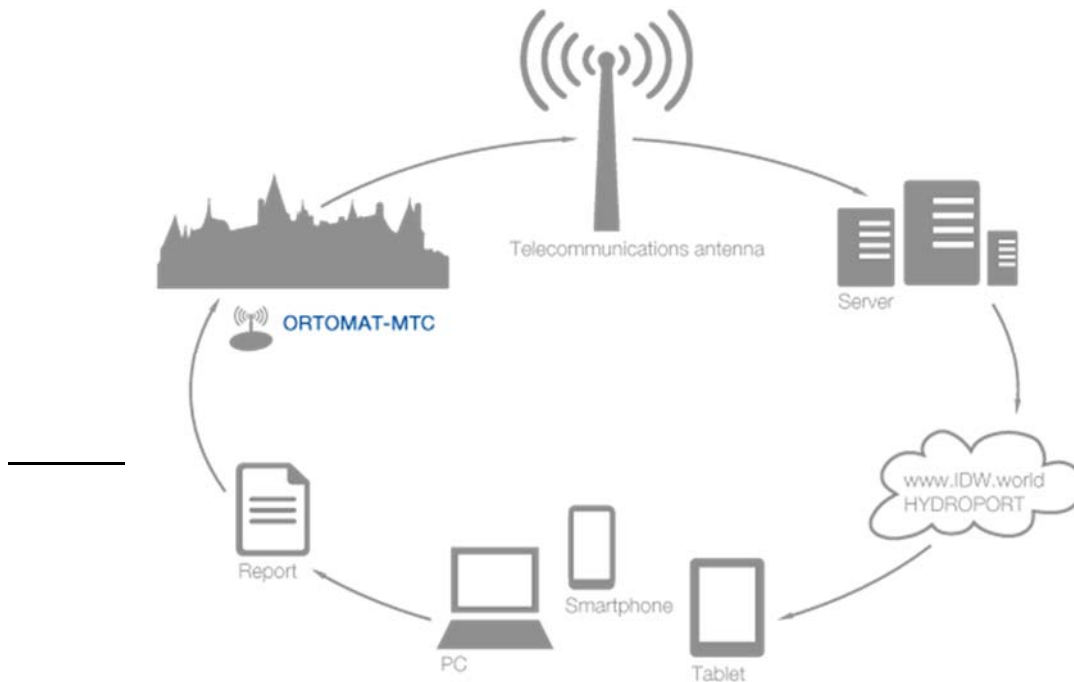 Telecommunications antenna
Server
ORTOMAT-MTC
www.IDW.world
HYDROPORT
Report
Smartphone
PC
Tablet